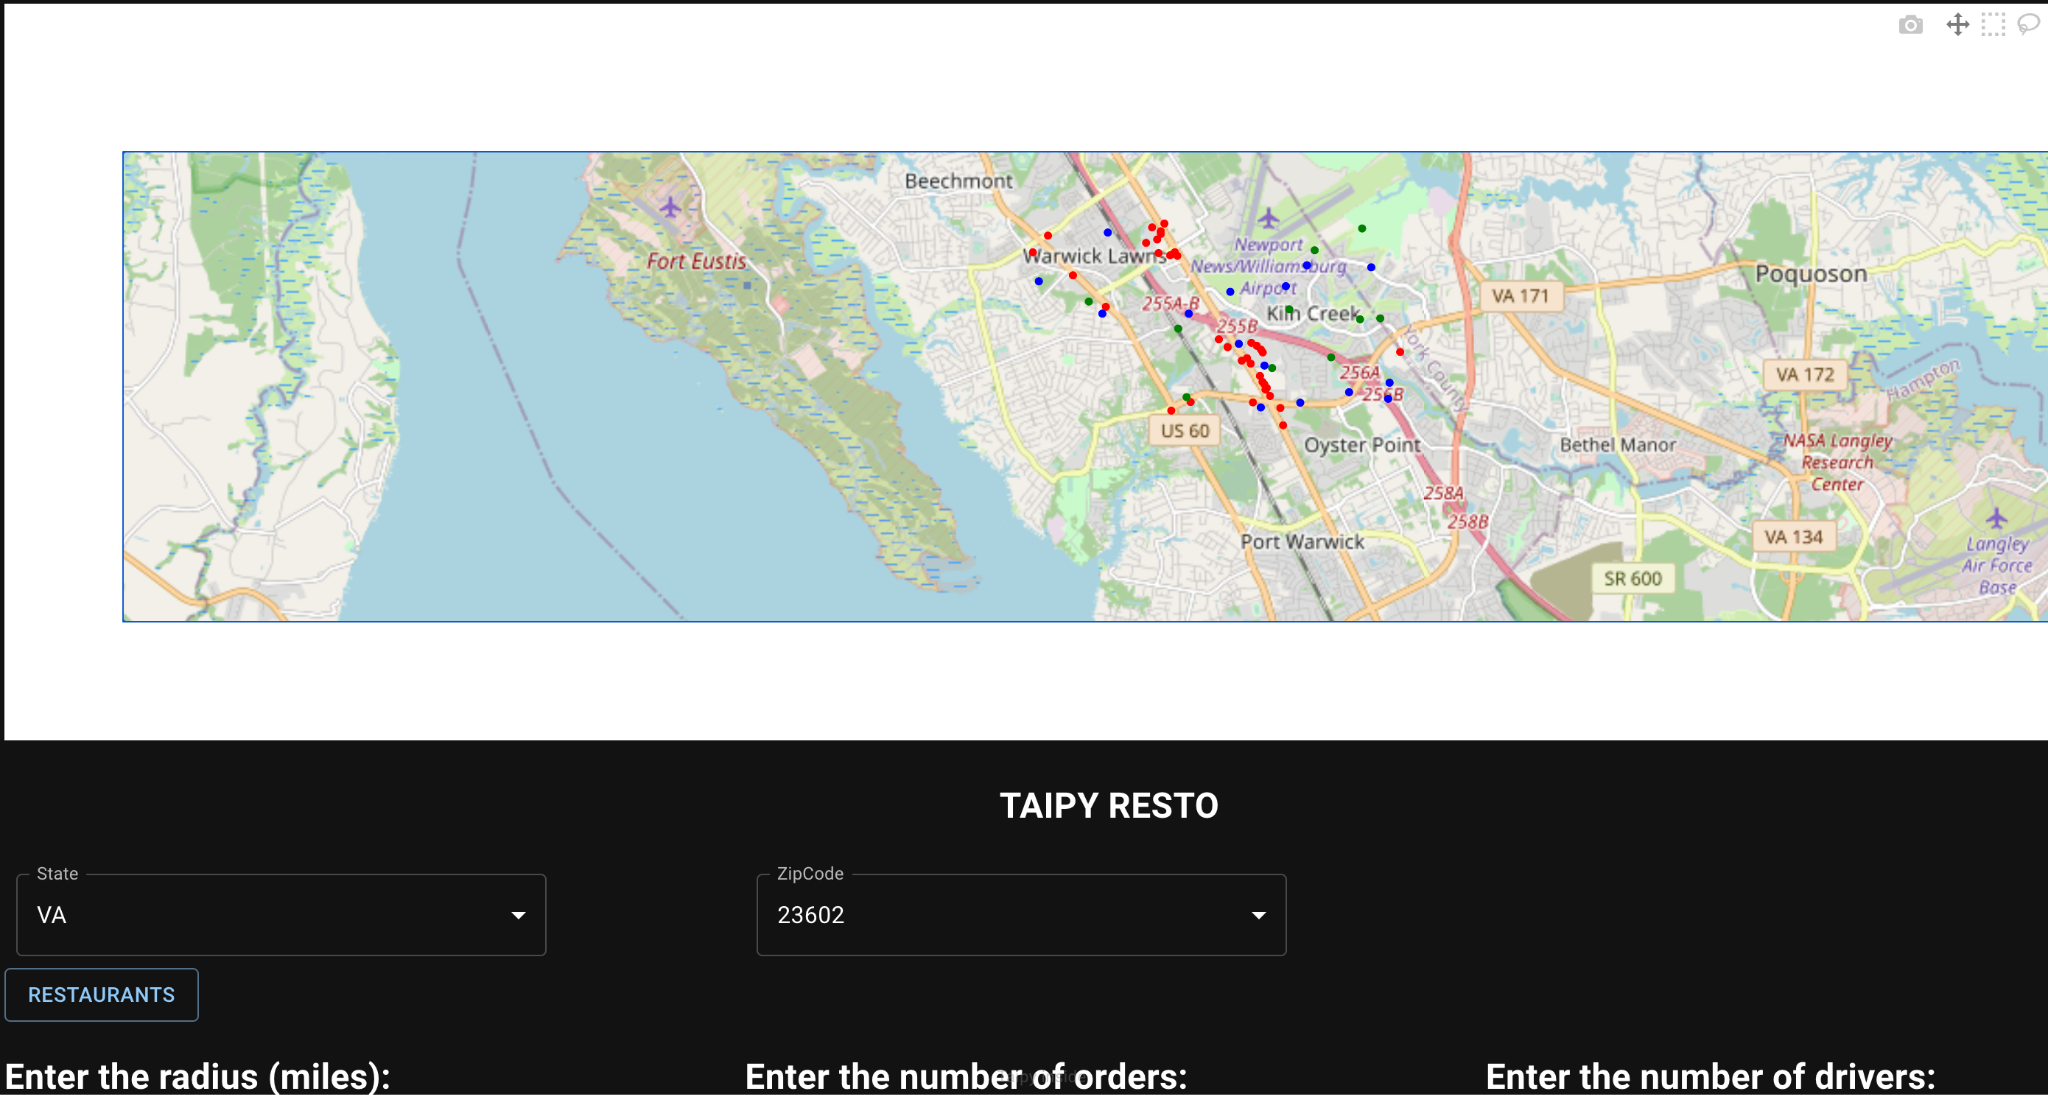 Beechmont
Fort Eustis
Warwick Lawns
Newport
News/Williamsburg
Airport
Poquoson
VA 171
255A-B
Kiln Creek
255B
York County
256A
VA 172
Hampton
256B
US 60
Oyster Point
Bethel Manor
NASA Langley
Research
Center
258A
258B
Port Warwick
VA 134
Langley
Air Force
Base
SR 600
TAIPY RESTO
State
VA
ZipCode
23602
RESTAURANTS
Enter the radius (miles):
Enter the number of orders:
Enter the number of drivers: